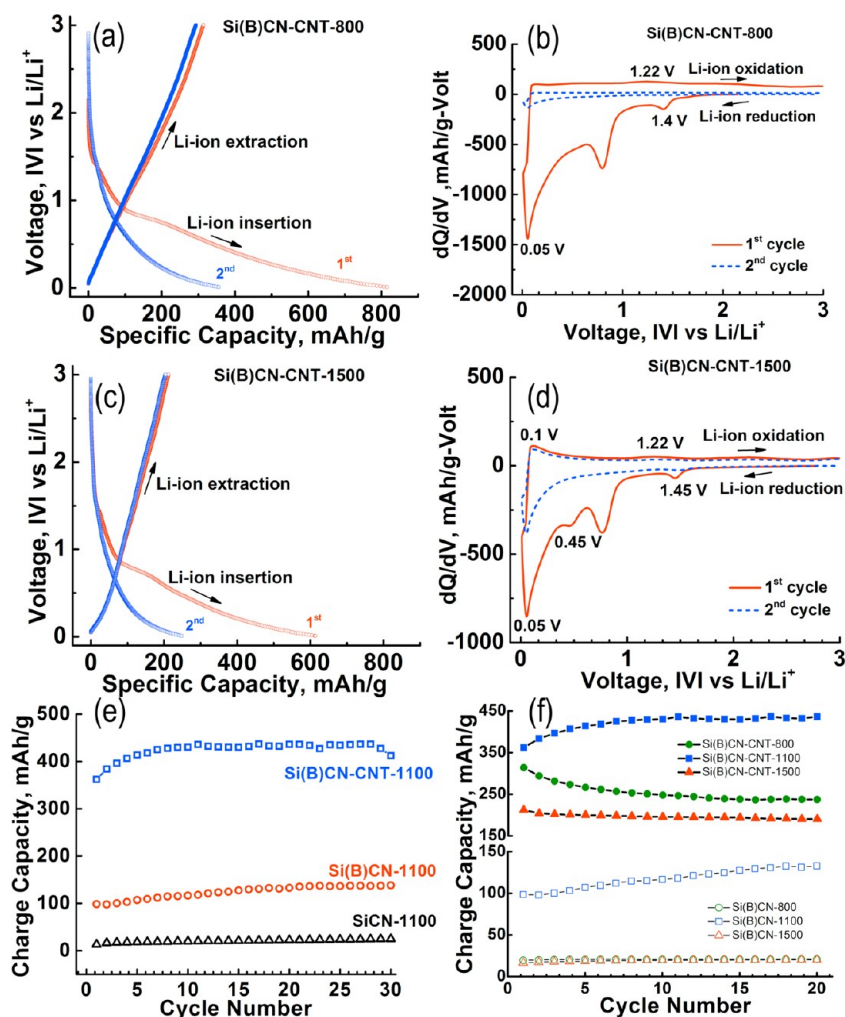 (a)
Si(B)CN-CNT-800
3
2
1
0
Voltage, IVI vs Li/Li+
Li-ion extraction
Li-ion insertion
2nd
1st
0 200 400 600 800
Specific Capacity, mAh/g
(b)
Si(B)CN-CNT-800
500
0
-500
-1000
-1500
-2000
dQ/dV ,mAh/g-Volt
1.22 V
Li-ion oxidation
1.4 V
Li-ion reduction
0.05 V
1st cycle
2nd cycle
0 1 2 3
Voltage, IVI vs Li/Li+
(c)
Si(B)CN-CNT-1500
3
2
1
0
Voltage, IVI vs Li/Li+
Li-ion extraction
Li-ion insertion
2nd
1st
0 200 400 600 800
Specific Capacity, mAh/g
(d)
Si(B)CN-CNT-1500
500
0
-500
-1000
dQ/dV, mAh/g-Volt
0.1 V
1.22 V
Li-ion oxidation
1.45 V
Li-ion reduction
0.45 V
0.05 V
1st cycle
2nd cycle
0 1 2 3
Voltage, IVI vs Li/Li+
(e)
500
400
300
200
100
0
Charge Capacity, mAh/g
Si(B)CN-CNT-1100
Si(B)CN-1100
SiCN-1100
0 5 10 15 20 25 30
Cycle Number
(f)
450
350
250
150
150
100
50
0
Charge Capacity, mAh/g
Si(B)CN-CNT-800
Si(B)CN-CNT-1100
Si(B)CN-CNT-1500
Si(B)CN-800
Si(B)CN-1100
Si(B)CN-1500
0 5 10 15 20
Cycle Number